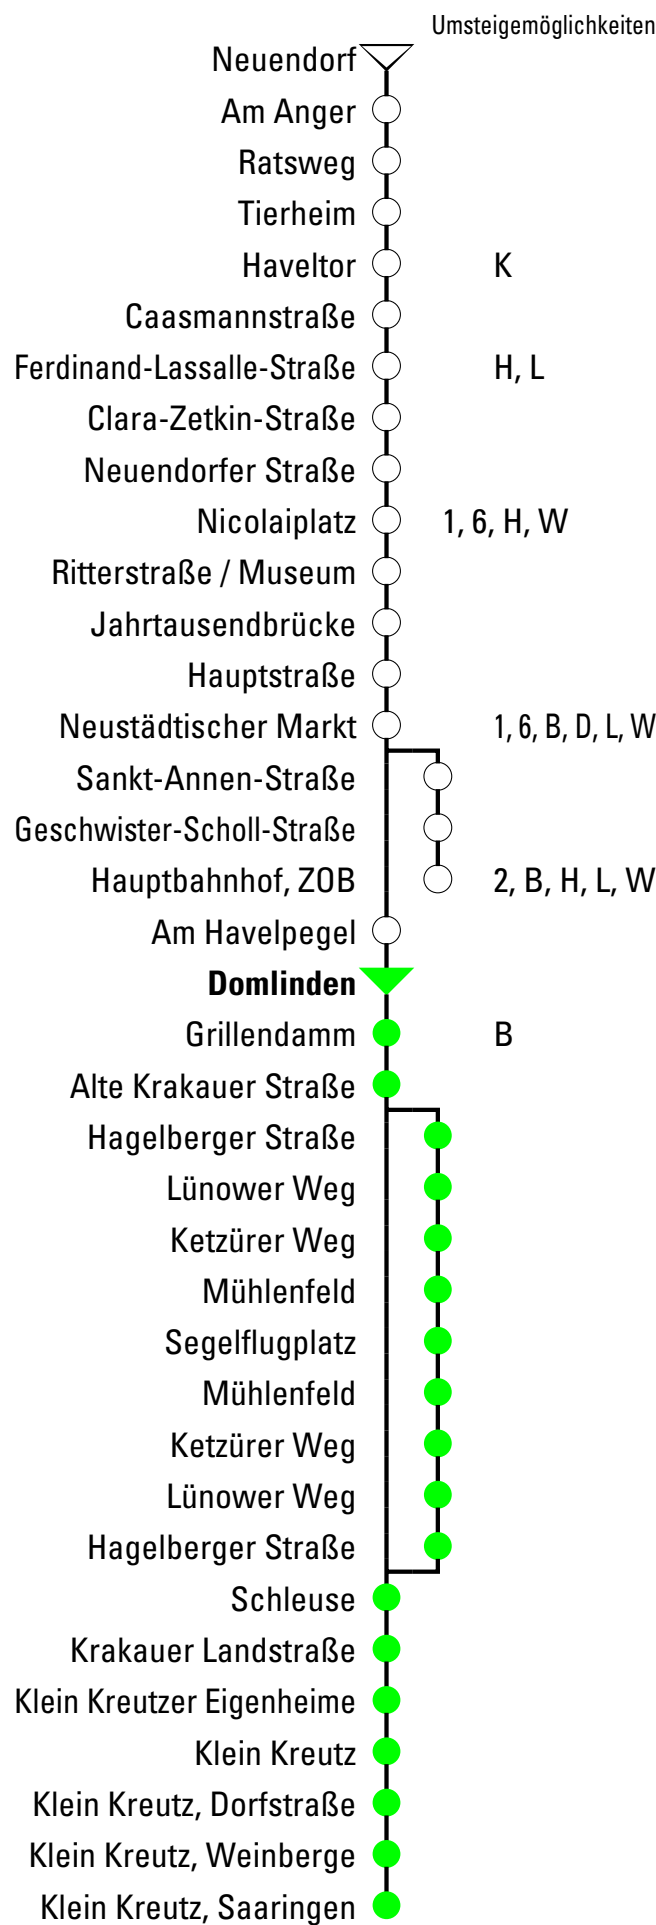 Umsteigemöglichkeiten
Neuendorf
Am Anger
Ratsweg
Tierheim
Haveltor K
Caasmannstraße
Ferdinand-Lassalle-Straße H, L
Clara-Zetkin-Straße
Neuendorfer Straße
Nicolaiplatz 1, 6, H, W
Ritterstraße / Museum
Jahrtausendbrücke
Hauptstraße
Neustädtischer Markt 1, 6, B, D, L, W
Sankt-Annen-Straße
Geschwister-Scholl-Straße
Hauptbahnhof, ZOB 2, B, H, L, W
Am Havelpegel
Domlinden
Grillendamm B
Alte Krakauer Straße
Hagelberger Straße
Lünower Weg
Ketzürer Weg
Mühlenfeld
Segelflugplatz
Mühlenfeld
Ketzürer Weg
Lünower Weg
Hagelberger Straße
Schleuse
Krakauer Landstraße
Klein Kreutzer Eigenheime
Klein Kreutz
Klein Kreutz, Dorfstraße
Klein Kreutz, Weinberge
Klein Kreutz, Saaringen